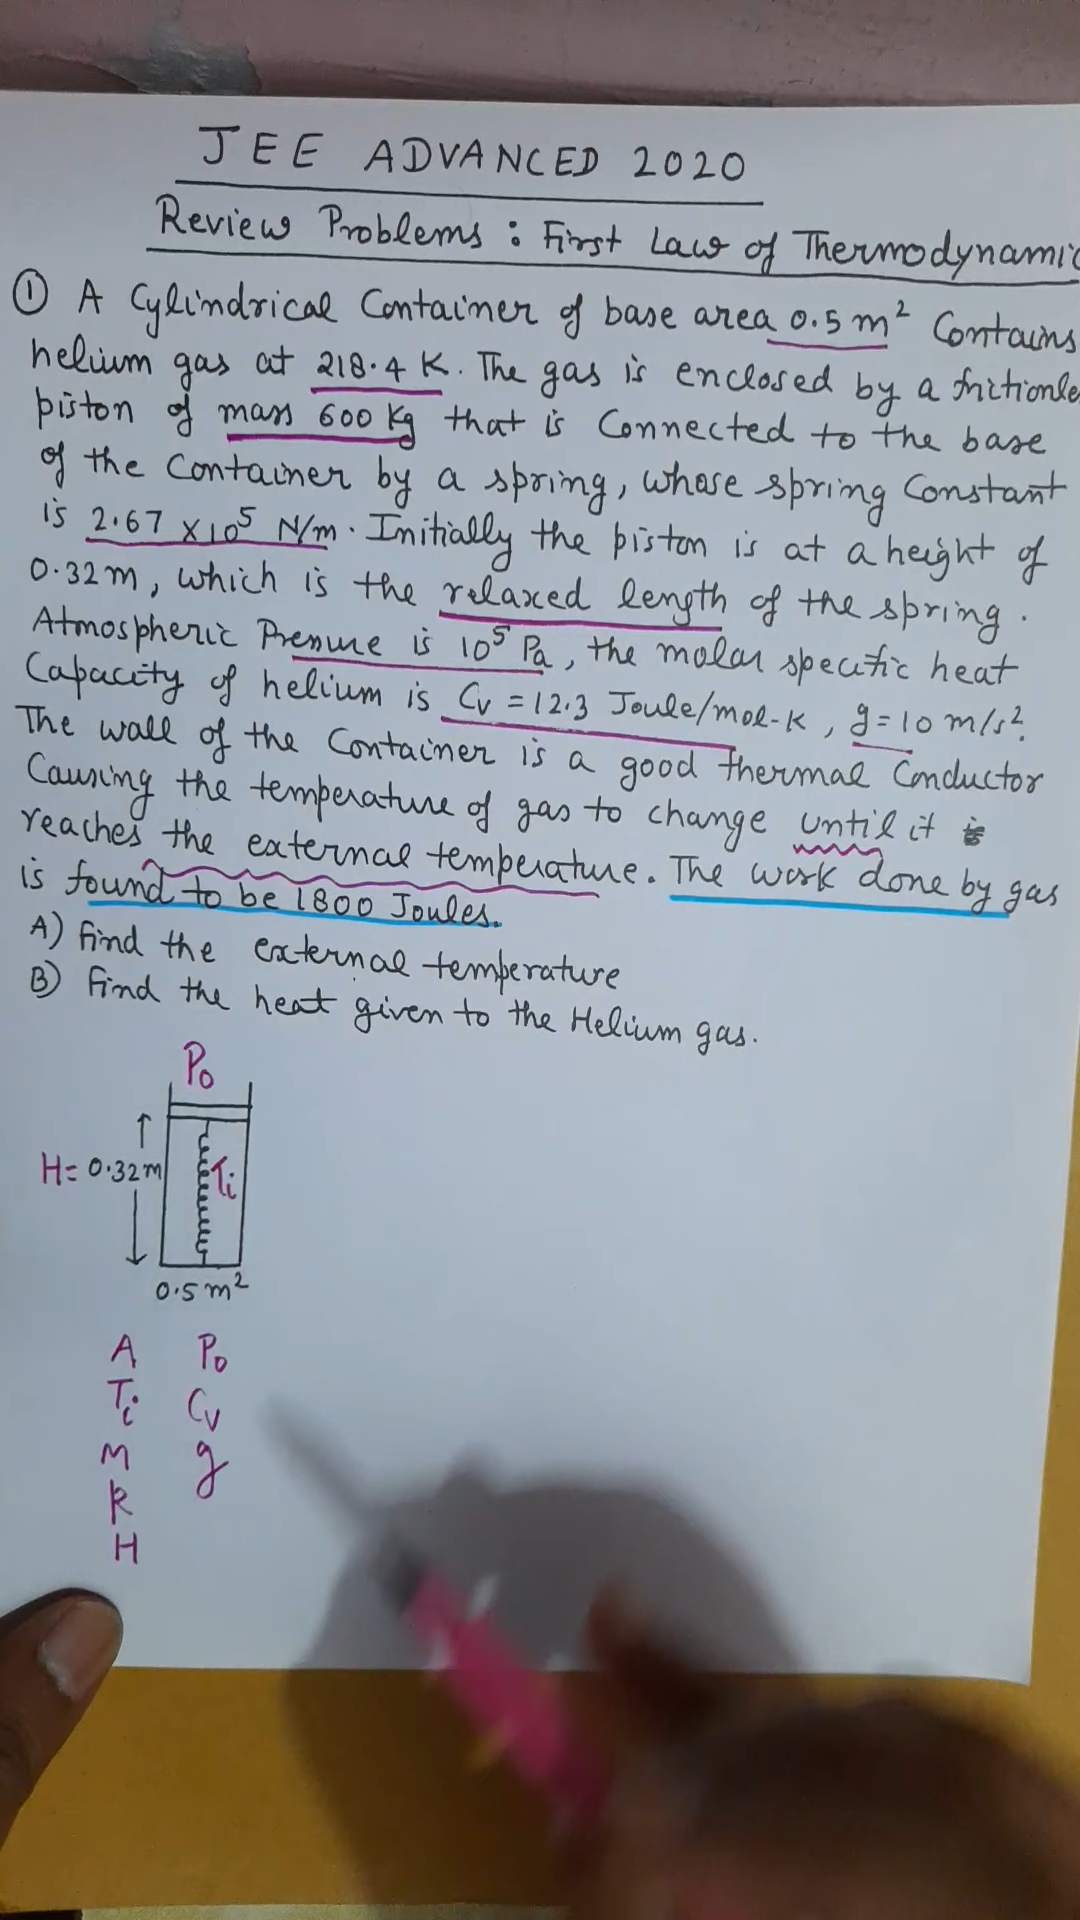 JEE ADVANCED 2020
Review Problems : First Law of Thermodynamic
① A Cylindrical Container of base area 0.5 m² Contains
helium gas at 218.4 K. The gas is enclosed by a frictionle
piston of mass 600 Kg that is Connected to the base
of the Container by a spring, whose spring Constant
is 2.67 ×10⁵ N/m. Initially the piston is at a height of
0.32m, which is the relaxed length of the spring.
Atmospheric Pressure is 10⁵ Pa, the molar specific heat
Capacity of helium is Cv = 12.3 Joule/mol-K, g = 10 m/s².
The wall of the Container is a good thermal Conductor
Causing the temperature of gas to change until it
reaches the external temperature. The work done by gas
is found to be 1800 Joules.
A) Find the external temperature
B) Find the heat given to the Helium gas.
P₀
H= 0.32m Ti
0.5 m²
A P₀
Ti Cv
M g
k
H